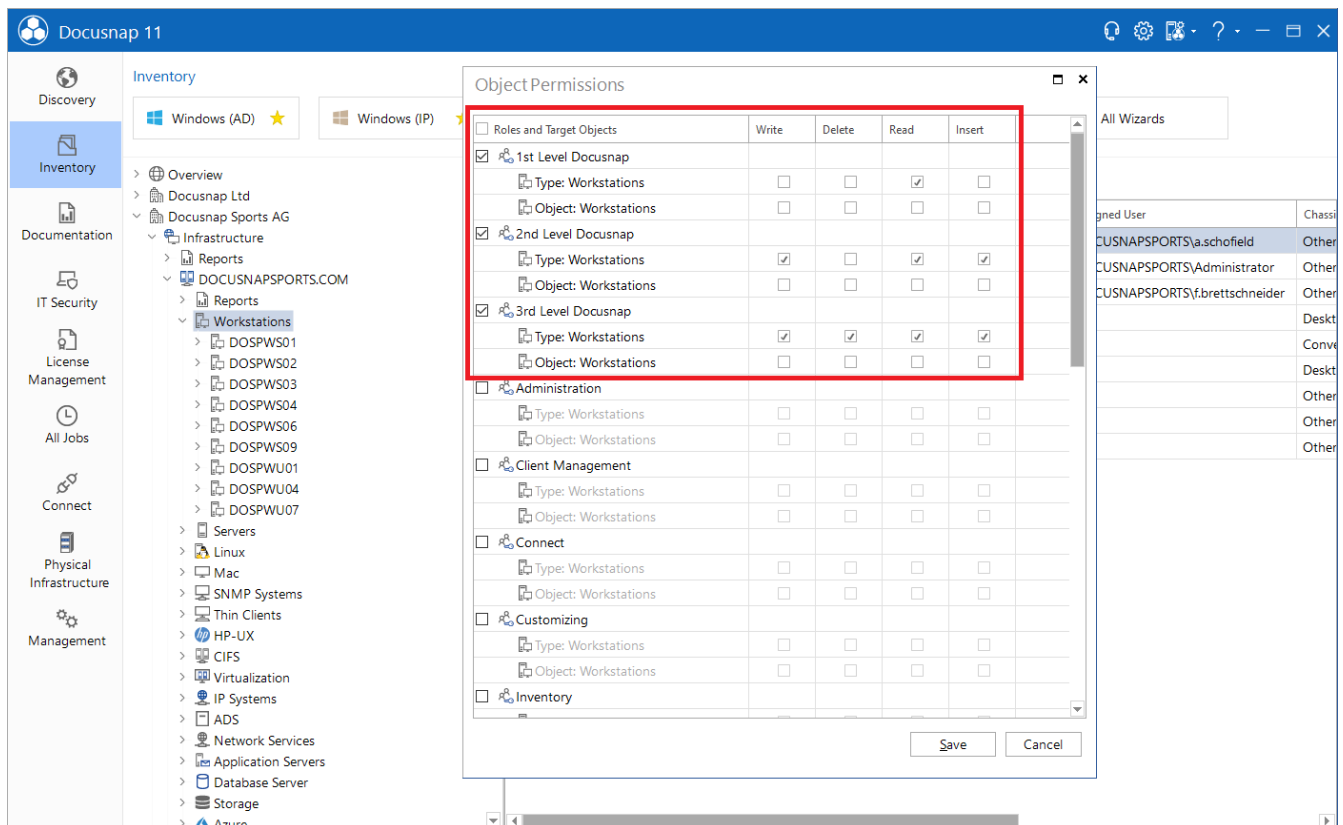 Docusnap 11
Discovery
Inventory
Documentation
IT Security
License
Management
All Jobs
Connect
Physical
Infrastructure
Management
Inventory
Windows (AD)
Windows (IP)
All Wizards
Overview
Docusnap Ltd
Docusnap Sports AG
Infrastructure
Reports
DOCUSNAPSPORTS.COM
Reports
Workstations
DOSPWS01
DOSPWS02
DOSPWS03
DOSPWS04
DOSPWS06
DOSPWS09
DOSPWU01
DOSPWU04
DOSPWU07
Servers
Linux
Mac
SNMP Systems
Thin Clients
HP-UX
CIFS
Virtualization
IP Systems
ADS
Network Services
Application Servers
Database Server
Storage
Azure
Object Permissions
Roles and Target Objects Write Delete Read Insert
1st Level Docusnap
Type: Workstations
Object: Workstations
2nd Level Docusnap
Type: Workstations
Object: Workstations
3rd Level Docusnap
Type: Workstations
Object: Workstations
Administration
Type: Workstations
Object: Workstations
Client Management
Type: Workstations
Object: Workstations
Connect
Type: Workstations
Object: Workstations
Customizing
Type: Workstations
Object: Workstations
Inventory
Save Cancel
gned User Chassi
CUSNAPSPORTS\a.schofield Other
CUSNAPSPORTS\Administrator Other
CUSNAPSPORTS\f.brettschneider Other
Deskt
Conve
Deskt
Other
Other
Other